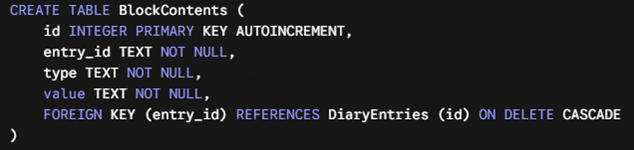 CREATE TABLE BlockContents (
    id INTEGER PRIMARY KEY AUTOINCREMENT,
    entry_id TEXT NOT NULL,
    type TEXT NOT NULL,
    value TEXT NOT NULL,
    FOREIGN KEY (entry_id) REFERENCES DiaryEntries (id) ON DELETE CASCADE
)